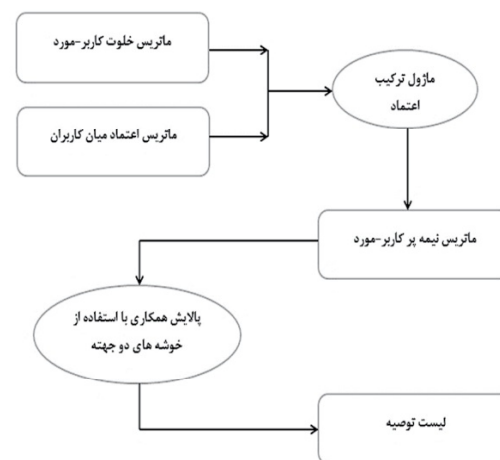 ماتریس خلوت کاربر-مورد
ماژول ترکیب
اعتماد
ماتریس اعتماد میان کاربران
ماتریس نیمه پر کاربر-مورد
پالایش همکاری با استفاده از
خوشه های دو جهته
لیست توصیه